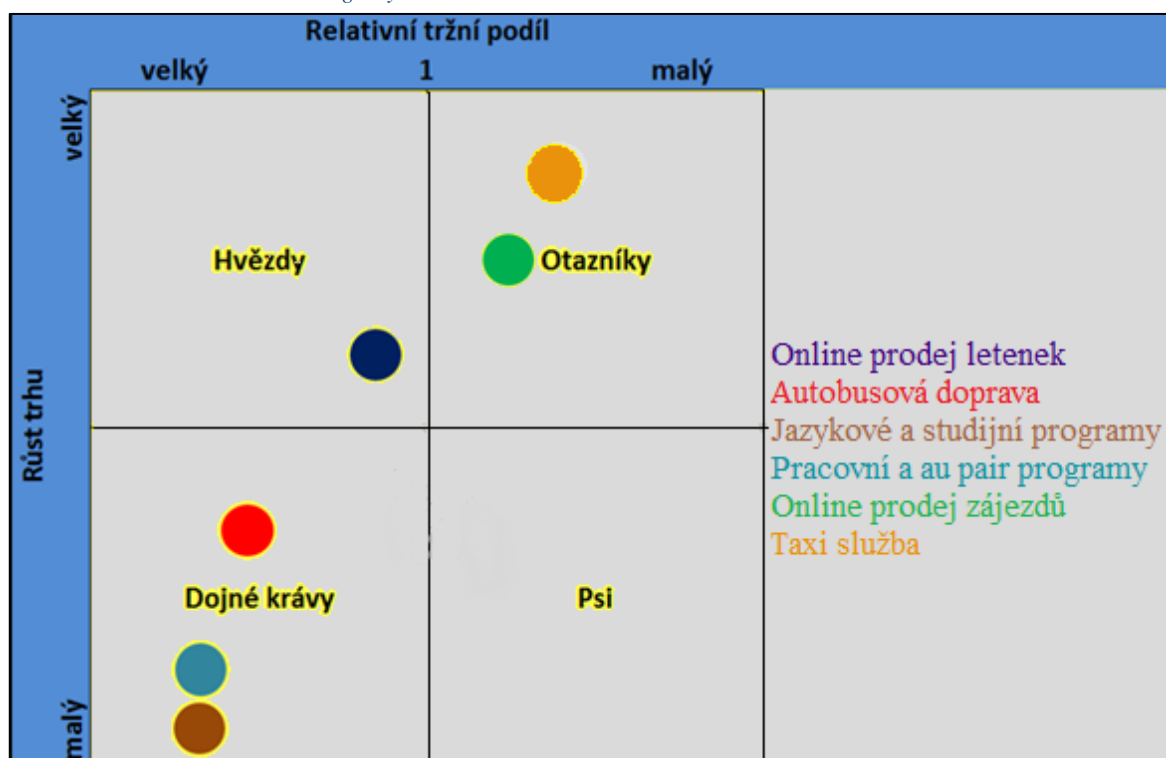 Relativní tržní podíl
velký 1 malý
velký
Růst trhu
malý
Hvězdy
Otazníky
Dojné krávy
Psi
Online prodej letenek
Autobusová doprava
Jazykové a studijní programy
Pracovní a au pair programy
Online prodej zájezdů
Taxi služba